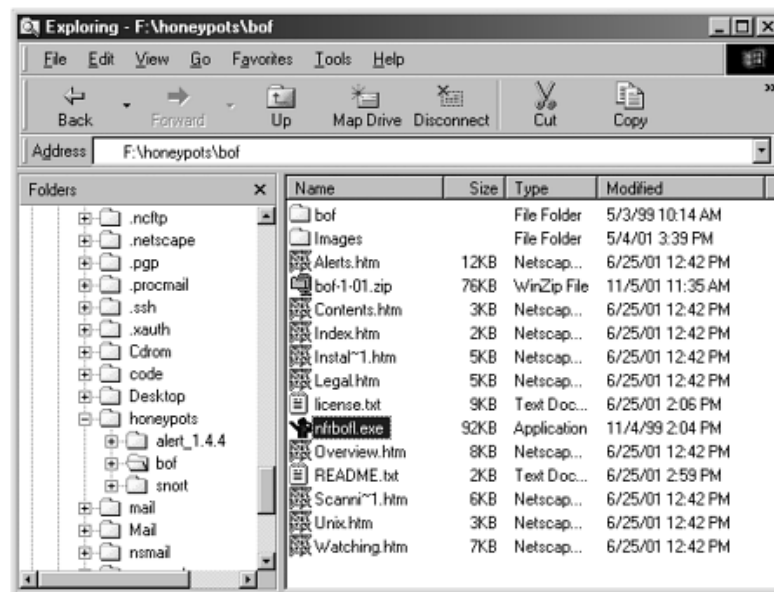 Exploring - F:\honeypots\bof
File Edit View Go Favorites Tools Help
Back Forward Up Map Drive Disconnect Cut Copy »
Address F:\honeypots\bof
Folders
.ncftp
.netscape
.pgp
.procmail
.ssh
.xauth
Cdrom
code
Desktop
honeypots
alert_1.4.4
bof
snort
mail
Mail
nsmail
Name Size Type Modified
bof File Folder 5/3/99 10:14 AM
Images File Folder 5/4/01 3:39 PM
Alerts.htm 12KB Netscap... 6/25/01 12:42 PM
bof-1-01.zip 76KB WinZip File 11/5/01 11:35 AM
Contents.htm 3KB Netscap... 6/25/01 12:42 PM
Index.htm 2KB Netscap... 6/25/01 12:42 PM
Instal~1.htm 5KB Netscap... 6/25/01 12:42 PM
Legal.htm 5KB Netscap... 6/25/01 12:42 PM
license.txt 9KB Text Doc... 6/25/01 2:06 PM
nfrbofl.exe 92KB Application 11/4/99 2:04 PM
Overview.htm 8KB Netscap... 6/25/01 12:42 PM
README.txt 2KB Text Doc... 6/25/01 2:59 PM
Scanni~1.htm 6KB Netscap... 6/25/01 12:42 PM
Unix.htm 3KB Netscap... 6/25/01 12:42 PM
Watching.htm 7KB Netscap... 6/25/01 12:42 PM